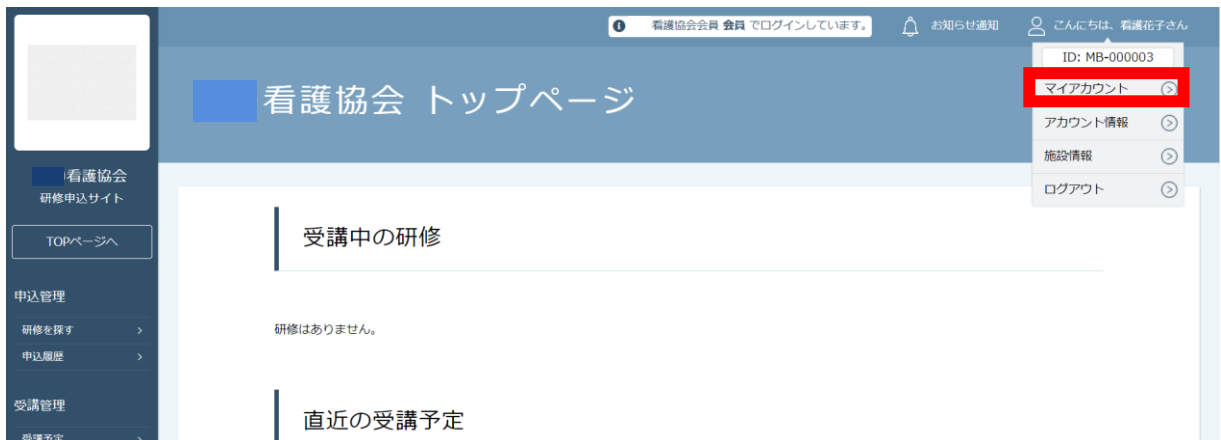 看護協会会員 会員 でログインしています。
お知らせ通知
こんにちは、看護花子さん
ID: MB-000003
マイアカウント
アカウント情報
施設情報
ログアウト
看護協会 トップページ
看護協会
研修申込サイト
TOPページへ
申込管理
研修を探す
申込履歴
受講管理
受講予定
受講中の研修
研修はありません。
直近の受講予定